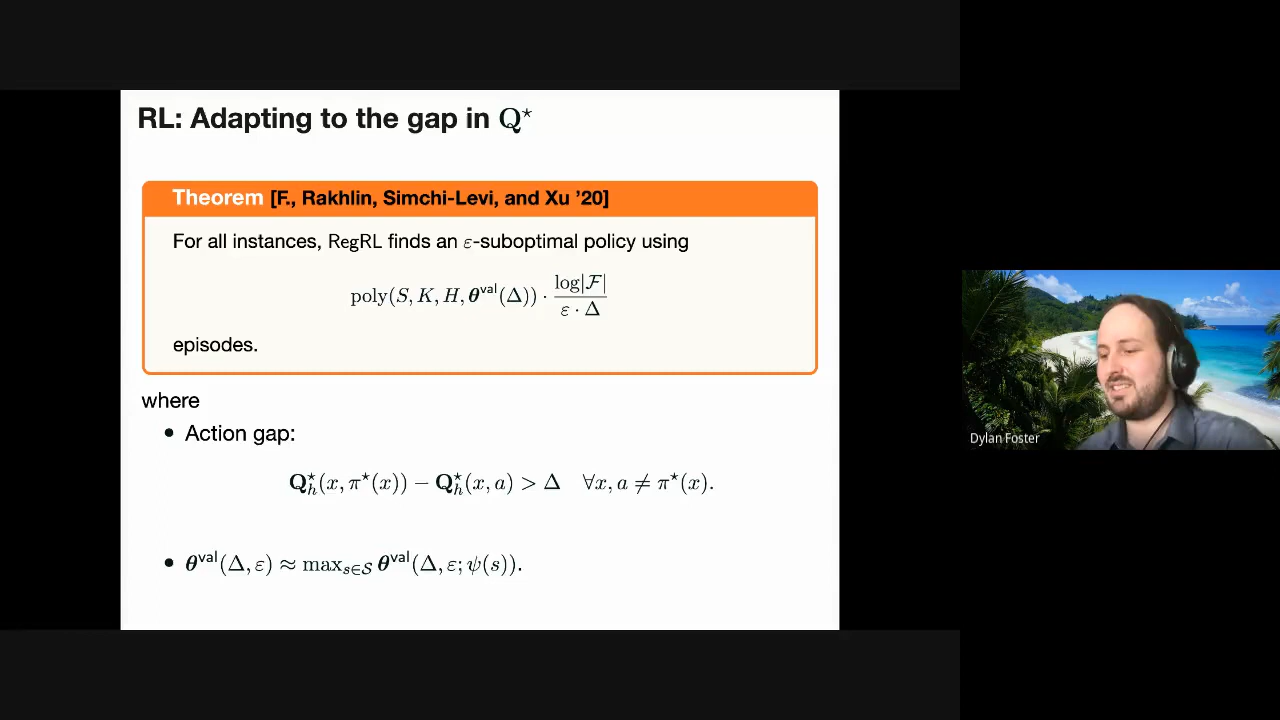 RL: Adapting to the gap in Q⋆
Theorem [F., Rakhlin, Simchi-Levi, and Xu ’20]
For all instances, RegRL finds an ε-suboptimal policy using
poly(S, K, H, θ^val(Δ)) · log|F| / (ε · Δ)
episodes.
where
• Action gap:
Q⋆_h(x, π⋆(x)) − Q⋆_h(x, a) > Δ ∀x, a ≠ π⋆(x).
• θ^val(Δ, ε) ≈ max_{s∈S} θ^val(Δ, ε; ψ(s)).
Dylan Foster